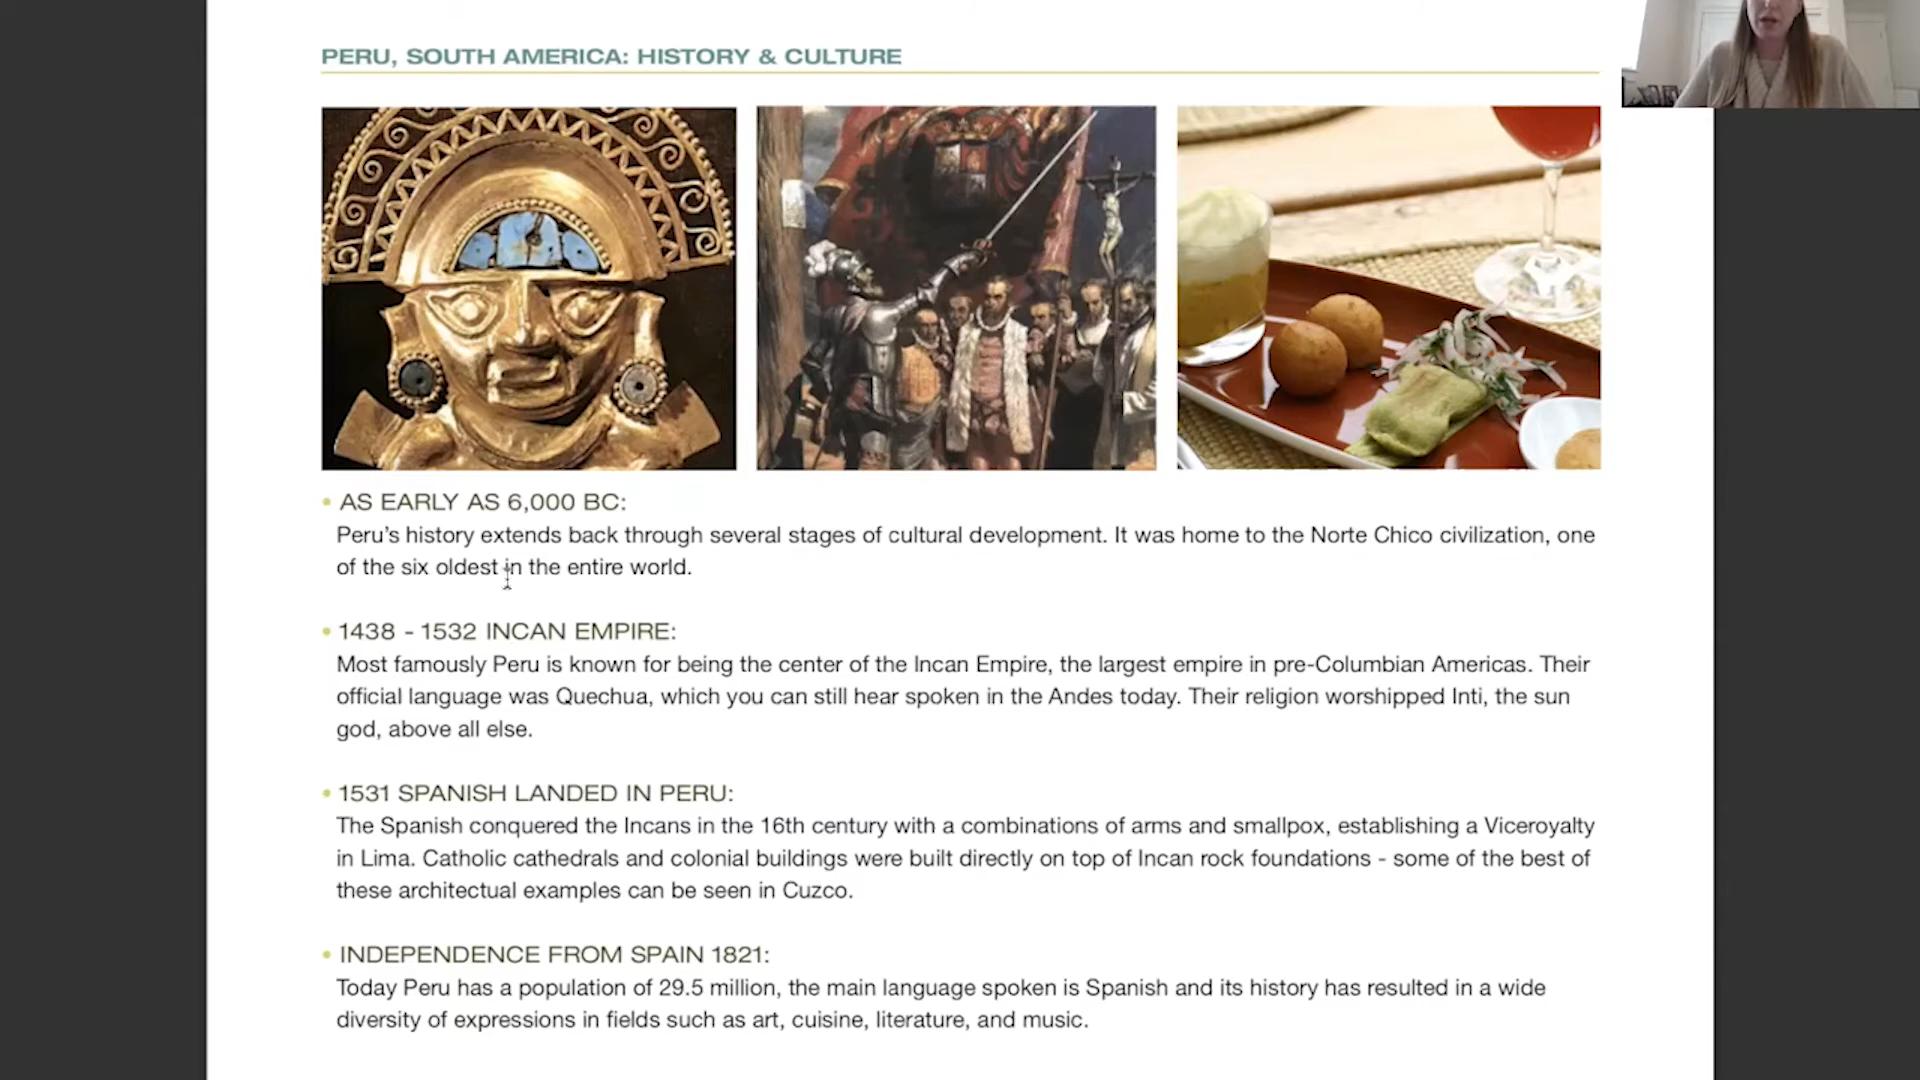 PERU, SOUTH AMERICA: HISTORY & CULTURE
• AS EARLY AS 6,000 BC:
Peru’s history extends back through several stages of cultural development. It was home to the Norte Chico civilization, one
of the six oldest in the entire world.
• 1438 - 1532 INCAN EMPIRE:
Most famously Peru is known for being the center of the Incan Empire, the largest empire in pre-Columbian Americas. Their
official language was Quechua, which you can still hear spoken in the Andes today. Their religion worshipped Inti, the sun
god, above all else.
• 1531 SPANISH LANDED IN PERU:
The Spanish conquered the Incans in the 16th century with a combinations of arms and smallpox, establishing a Viceroyalty
in Lima. Catholic cathedrals and colonial buildings were built directly on top of Incan rock foundations - some of the best of
these architectual examples can be seen in Cuzco.
• INDEPENDENCE FROM SPAIN 1821:
Today Peru has a population of 29.5 million, the main language spoken is Spanish and its history has resulted in a wide
diversity of expressions in fields such as art, cuisine, literature, and music.